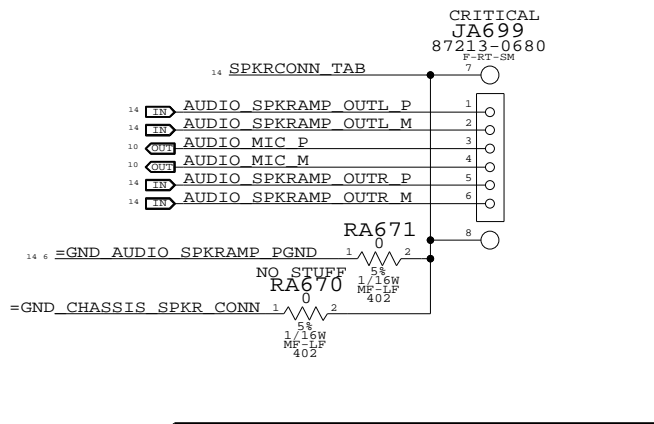 CRITICAL
JA699
87213-0680
F-RT-SM
14 SPKRCONN_TAB 7
14 IN AUDIO_SPKRAMP_OUTL_P 1
14 IN AUDIO_SPKRAMP_OUTL_M 2
10 OUT AUDIO_MIC_P 3
10 OUT AUDIO_MIC_M 4
14 IN AUDIO_SPKRAMP_OUTR_P 5
14 IN AUDIO_SPKRAMP_OUTR_M 6
8
RA671
0
14 6 =GND_AUDIO_SPKRAMP_PGND 1 2
5%
1/16W
MF-LF
402
NO STUFF
RA670
0
=GND_CHASSIS_SPKR_CONN 1 2
5%
1/16W
MF-LF
402